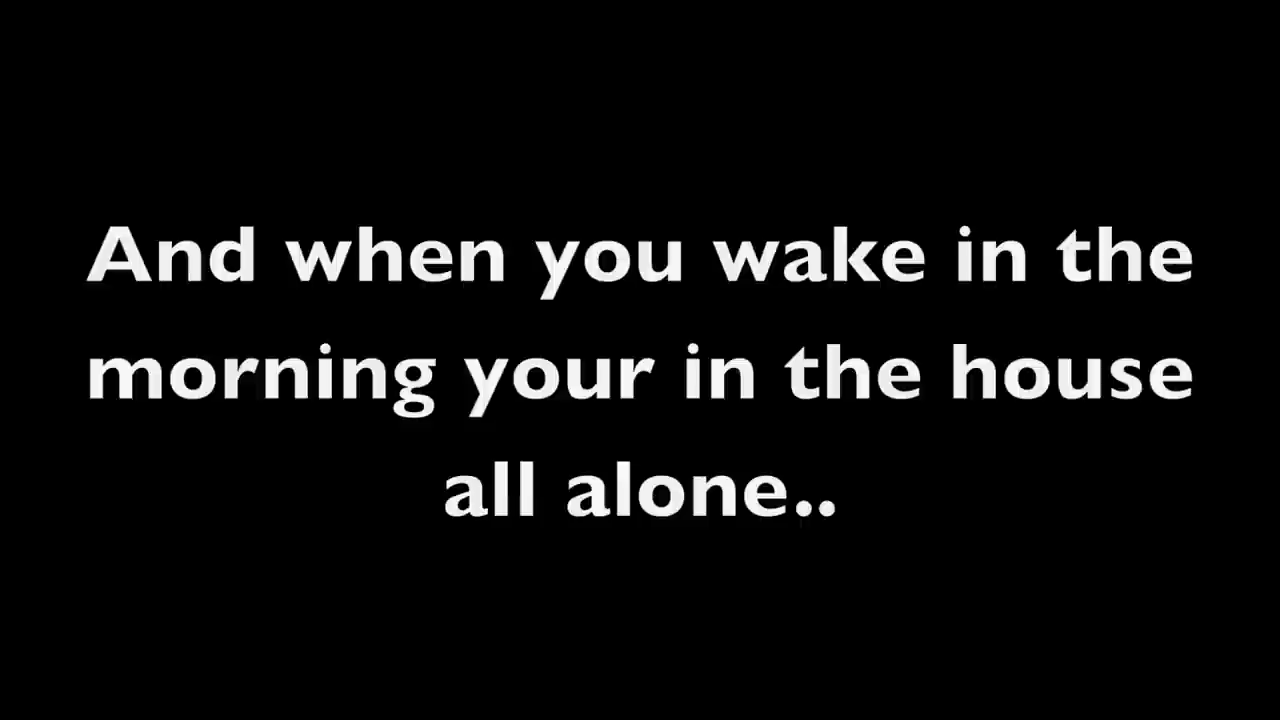 And when you wake in the
morning your in the house
all alone..